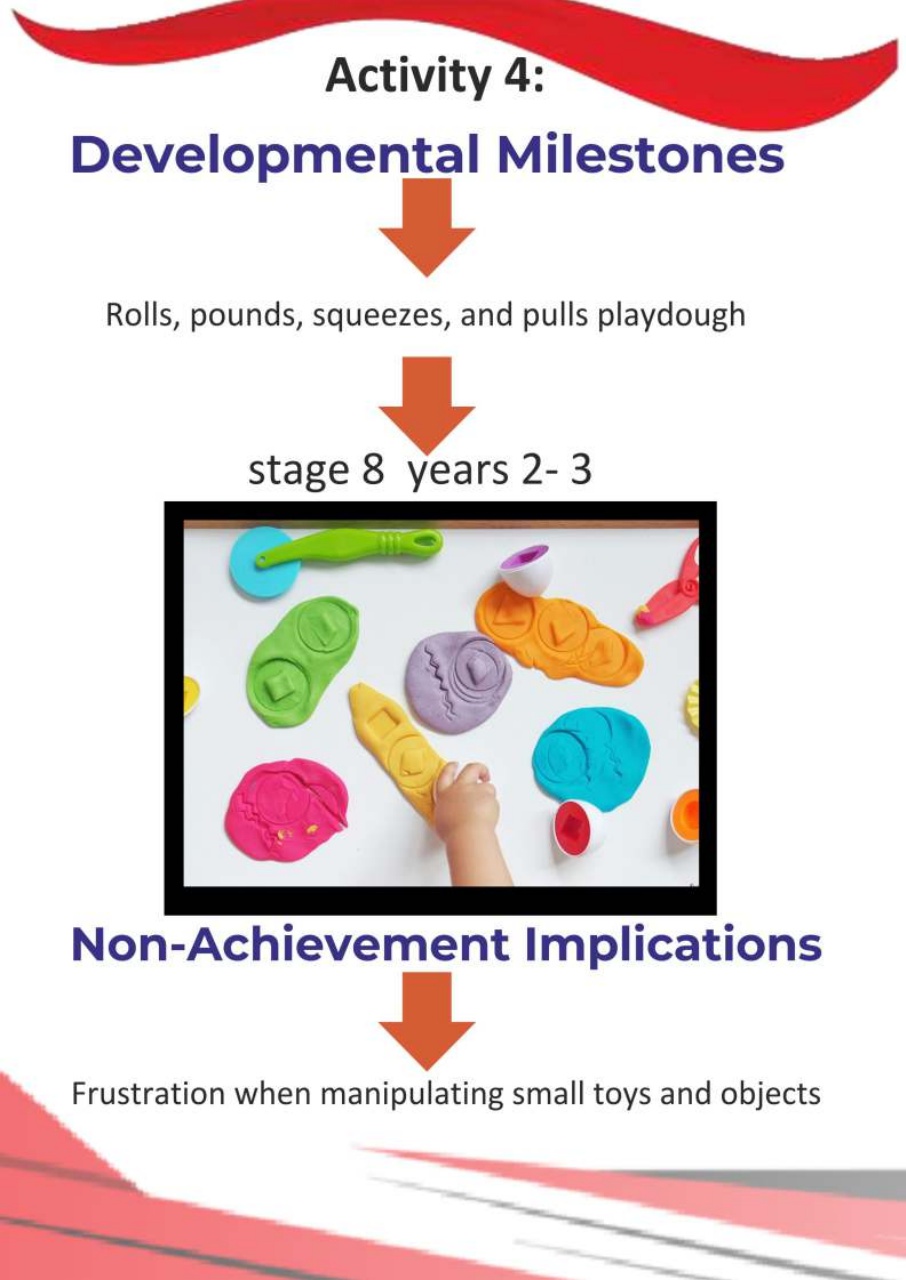 Activity 4:
Developmental Milestones
Rolls, pounds, squeezes, and pulls playdough
stage 8 years 2- 3
Non-Achievement Implications
Frustration when manipulating small toys and objects